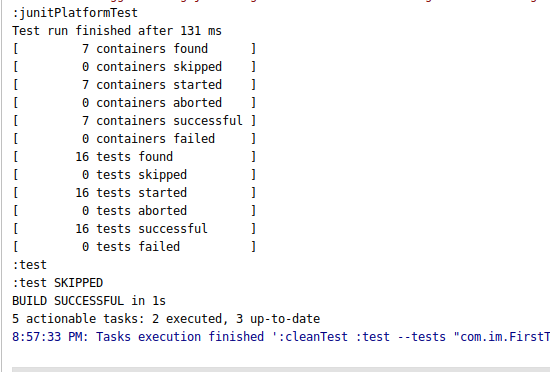 :junitPlatformTest
Test run finished after 131 ms
[         7 containers found      ]
[         0 containers skipped    ]
[         7 containers started    ]
[         0 containers aborted    ]
[         7 containers successful ]
[         0 containers failed     ]
[        16 tests found           ]
[         0 tests skipped         ]
[        16 tests started         ]
[         0 tests aborted         ]
[        16 tests successful      ]
[         0 tests failed          ]
:test
:test SKIPPED
BUILD SUCCESSFUL in 1s
5 actionable tasks: 2 executed, 3 up-to-date
8:57:33 PM: Tasks execution finished ':cleanTest :test --tests "com.im.FirstT